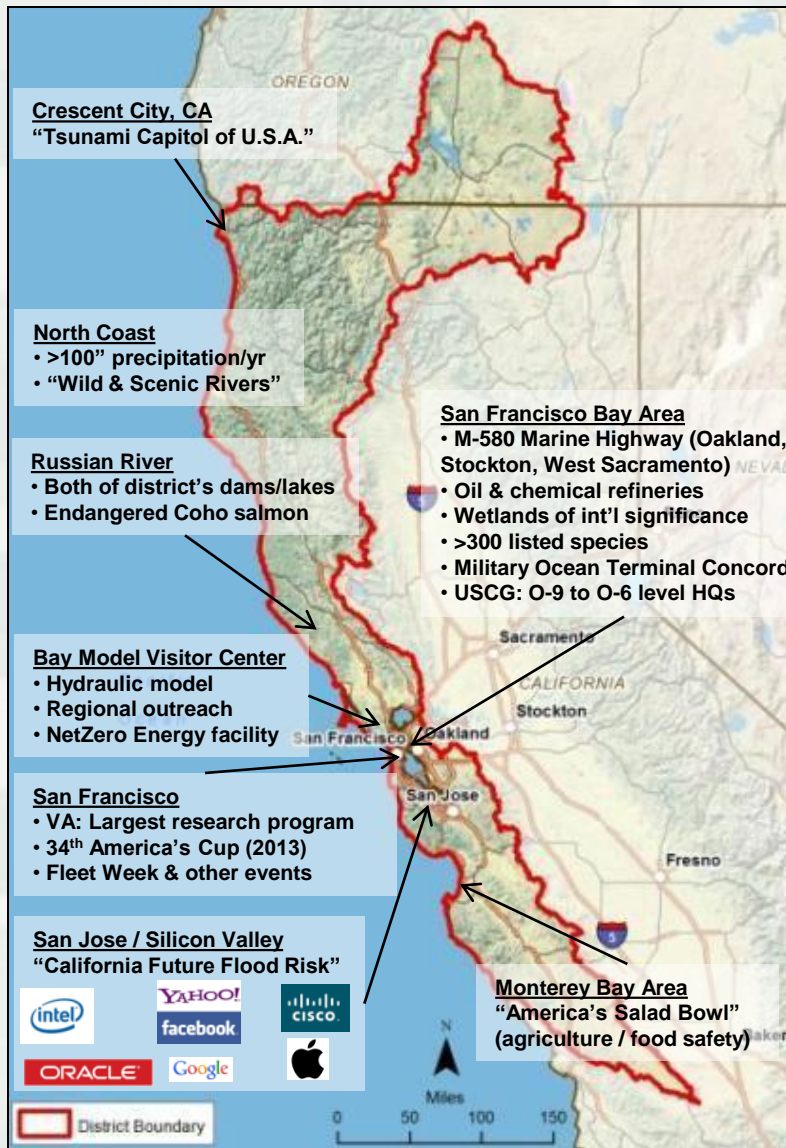 OREGON
Crescent City, CA
“Tsunami Capitol of U.S.A.”
North Coast
• >100” precipitation/yr
• “Wild & Scenic Rivers”
San Francisco Bay Area
• M-580 Marine Highway (Oakland,
Stockton, West Sacramento)
• Oil & chemical refineries
• Wetlands of int’l significance
• >300 listed species
• Military Ocean Terminal Concord
• USCG: O-9 to O-6 level HQs
NEVA
Russian River
• Both of district’s dams/lakes
• Endangered Coho salmon
Sacramento
CALIFORNIA
Stockton
Bay Model Visitor Center
• Hydraulic model
• Regional outreach
• NetZero Energy facility
San Francisco
Oakland
San Jose
San Francisco
• VA: Largest research program
• 34th America’s Cup (2013)
• Fleet Week & other events
Fresno
5
San Jose / Silicon Valley
“California Future Flood Risk”
intel
YAHOO!
facebook
CISCO
ORACLE
Google
Monterey Bay Area
“America’s Salad Bowl”
(agriculture / food safety)
Baker
N
Miles
0 50 100 150
District Boundary